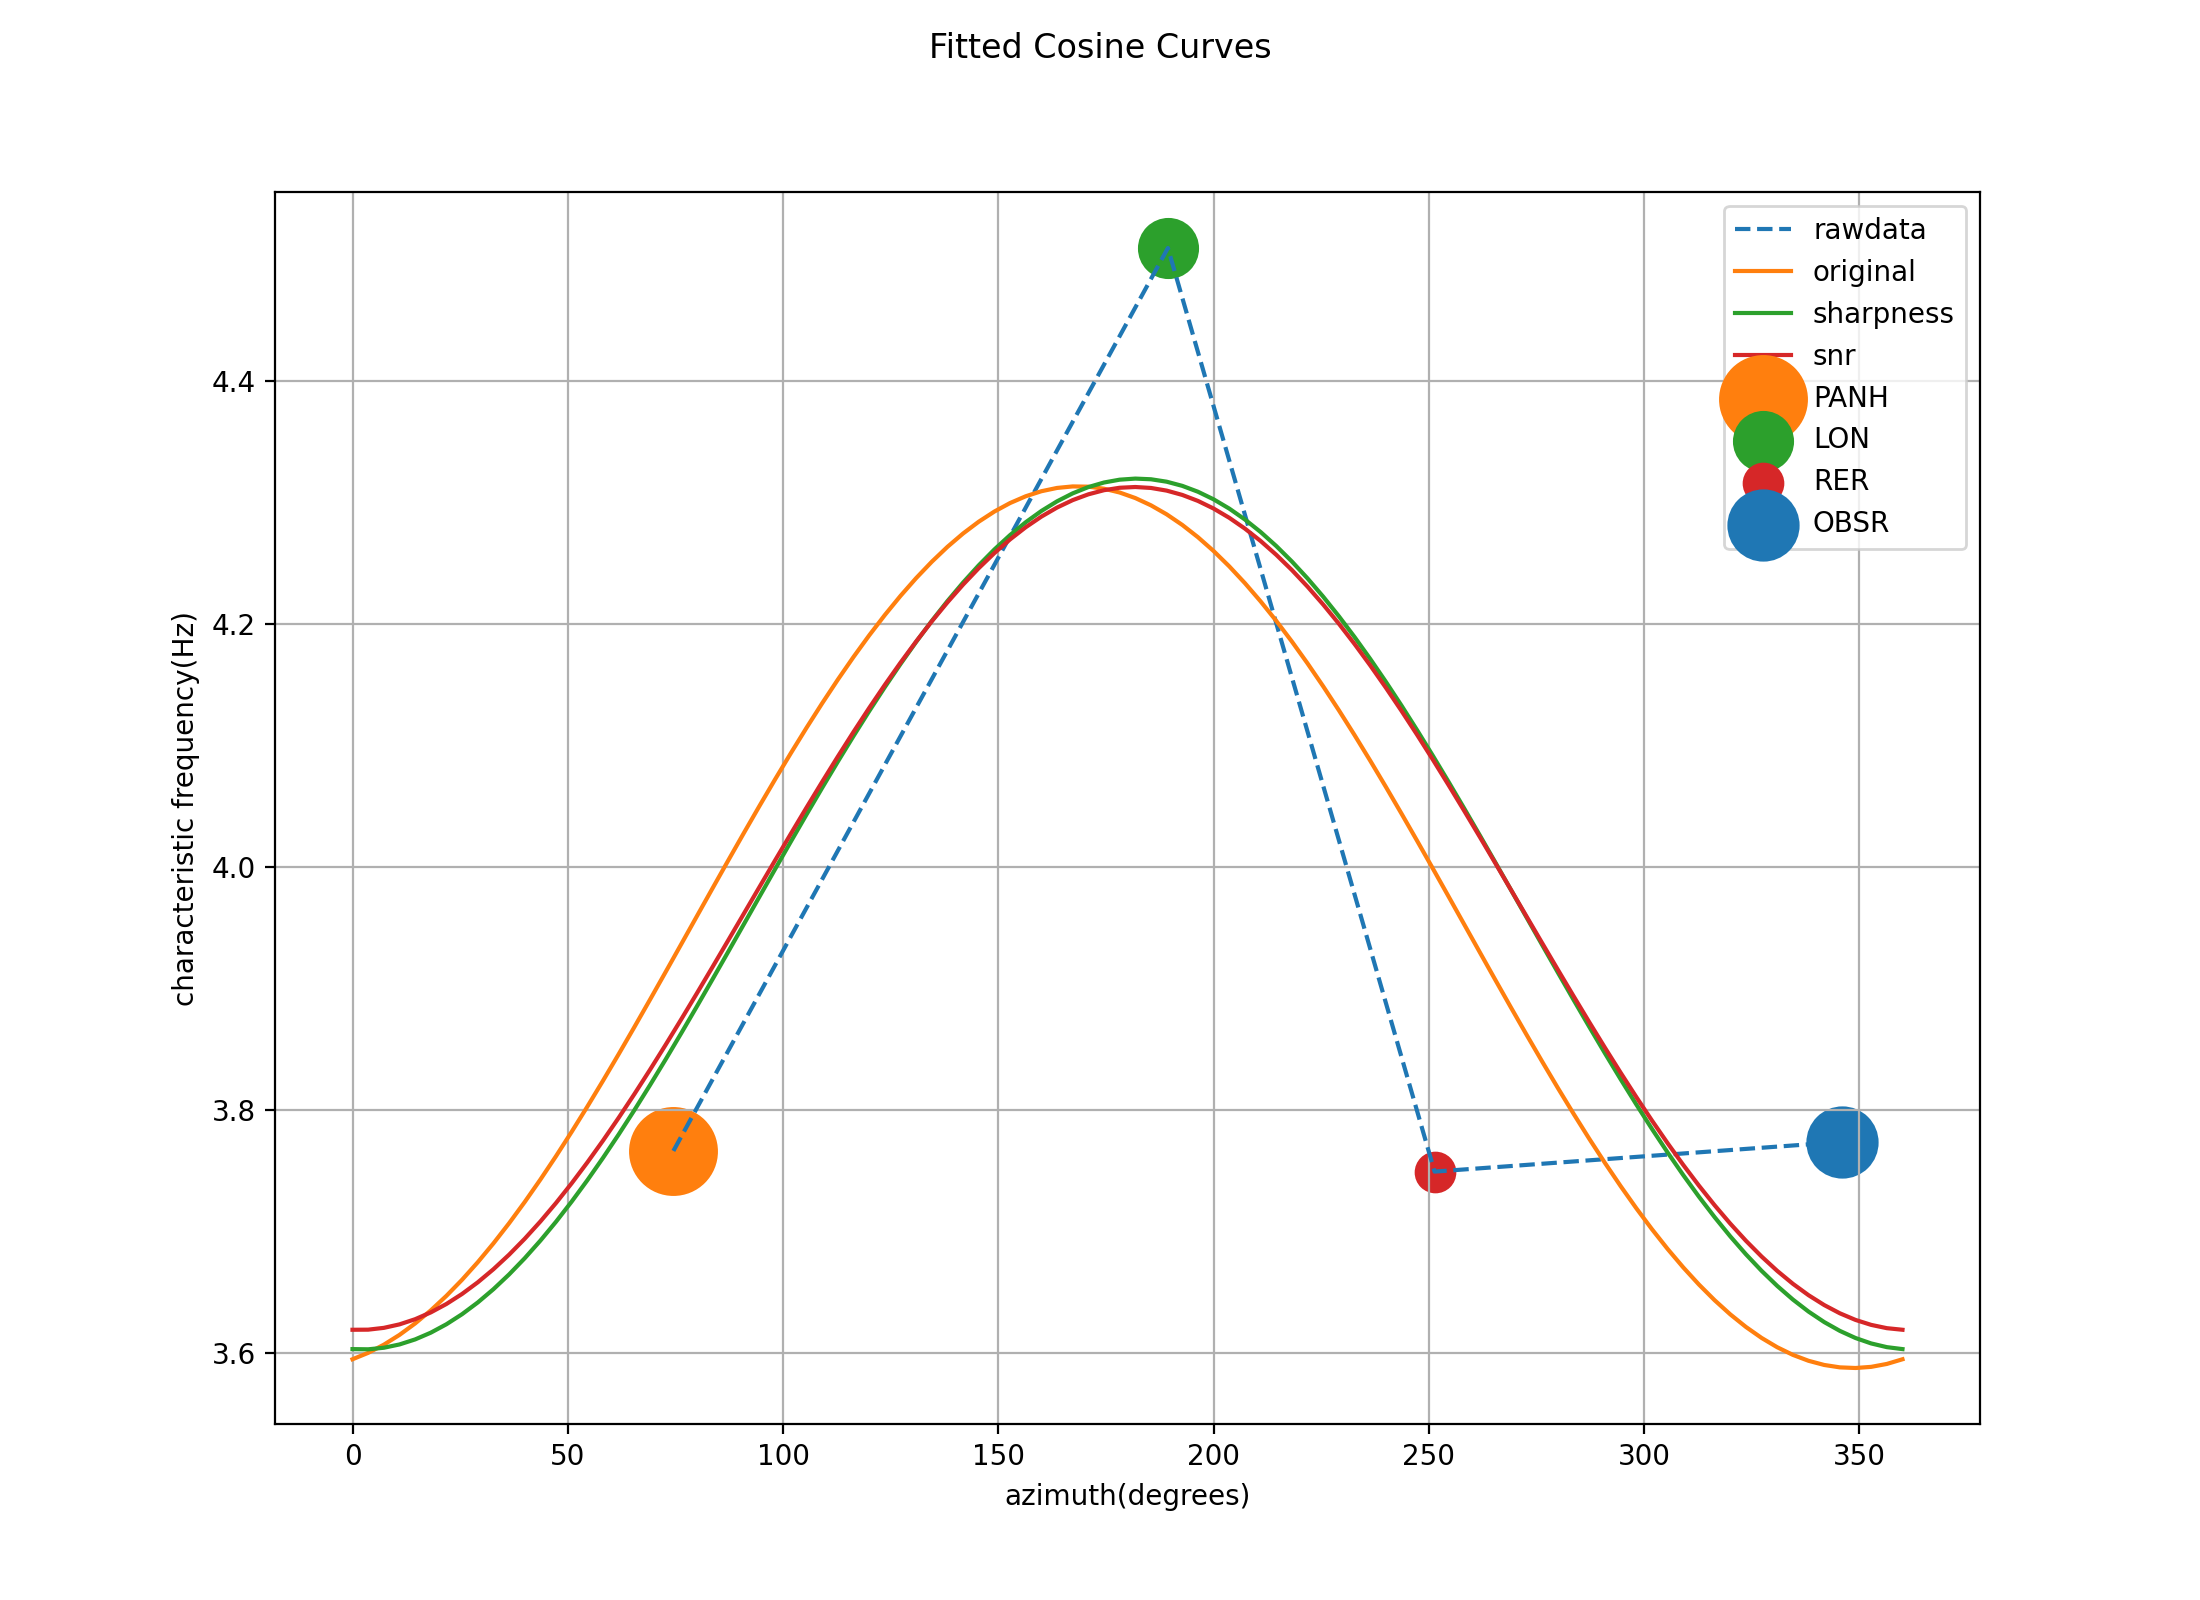 Fitted Cosine Curves
rawdata
original
sharpness
snr
PANH
LON
RER
OBSR
characteristic frequency(Hz)
4.4
4.2
4.0
3.8
3.6
0 50 100 150 200 250 300 350
azimuth(degrees)